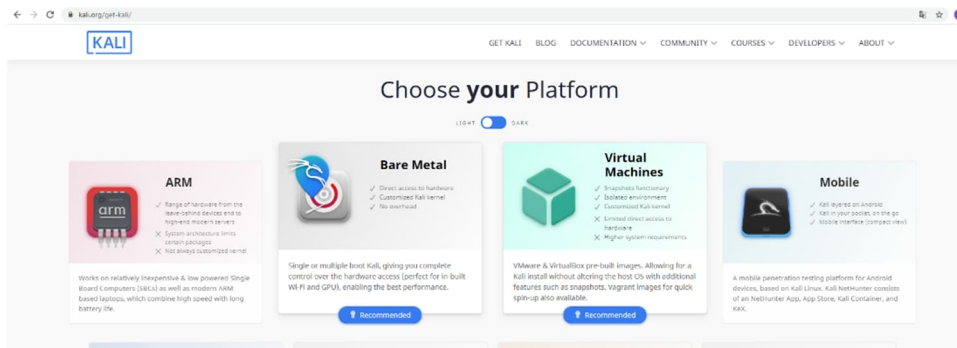 kali.org/get-kali/
KALI
GET KALI BLOG DOCUMENTATION COMMUNITY COURSES DEVELOPERS ABOUT
Choose your Platform
LIGHT DARK
ARM
Range of hardware from the
leave-behind devices end to
high-end modern servers
System architecture limits
certain packages
Not always customized kernel
arm
Works on relatively inexpensive & low powered Single
Board Computers (SBCs) as well as modern ARM
based laptops, which combine high speed with long
battery life.
Bare Metal
Direct access to hardware
Customized Kali kernel
No overhead
Single or multiple boot Kali, giving you complete
control over the hardware access (perfect for in-built
Wi-Fi and GPU), enabling the best performance.
Recommended
Virtual
Machines
Snapshots functionary
Isolated environment
Customized Kali kernel
Limited direct access to
hardware
Higher system requirements
VMware & VirtualBox pre-built images. Allowing for a
Kali install without altering the host OS with additional
features such as snapshots. Vagrant images for quick
spin-up also available.
Recommended
Mobile
Kali layered on Android
Kali in your pocket, on the go
Mobile interface (compact view)
A mobile penetration testing platform for Android
devices, based on Kali Linux. Kali NetHunter consists
of an NetHunter App, App Store, Kali Container, and
KeX.